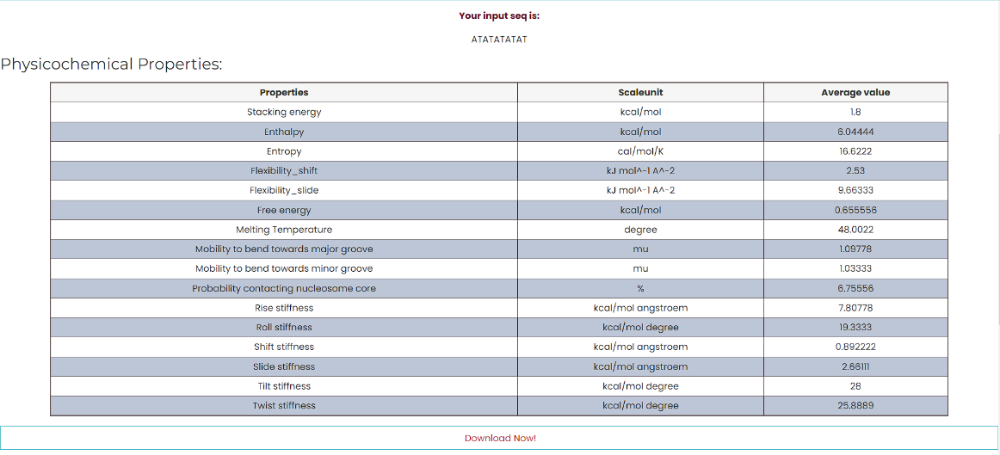 Your input seq is:
ATATATATAT
Physicochemical Properties:
Properties Scaleunit Average value
Stacking energy kcal/mol 1.8
Enthalpy kcal/mol 6.04444
Entropy cal/mol/K 16.6222
Flexibility_shift kJ mol^-1 A^-2 2.53
Flexibility_slide kJ mol^-1 A^-2 9.66333
Free energy kcal/mol 0.655556
Melting Temperature degree 48.0022
Mobility to bend towards major groove mu 1.09778
Mobility to bend towards minor groove mu 1.03333
Probability contacting nucleosome core % 6.75556
Rise stiffness kcal/mol angstroem 7.80778
Roll stiffness kcal/mol degree 19.3333
Shift stiffness kcal/mol angstroem 0.892222
Slide stiffness kcal/mol angstroem 2.66111
Tilt stiffness kcal/mol degree 28
Twist stiffness kcal/mol degree 25.8889
Download Now!